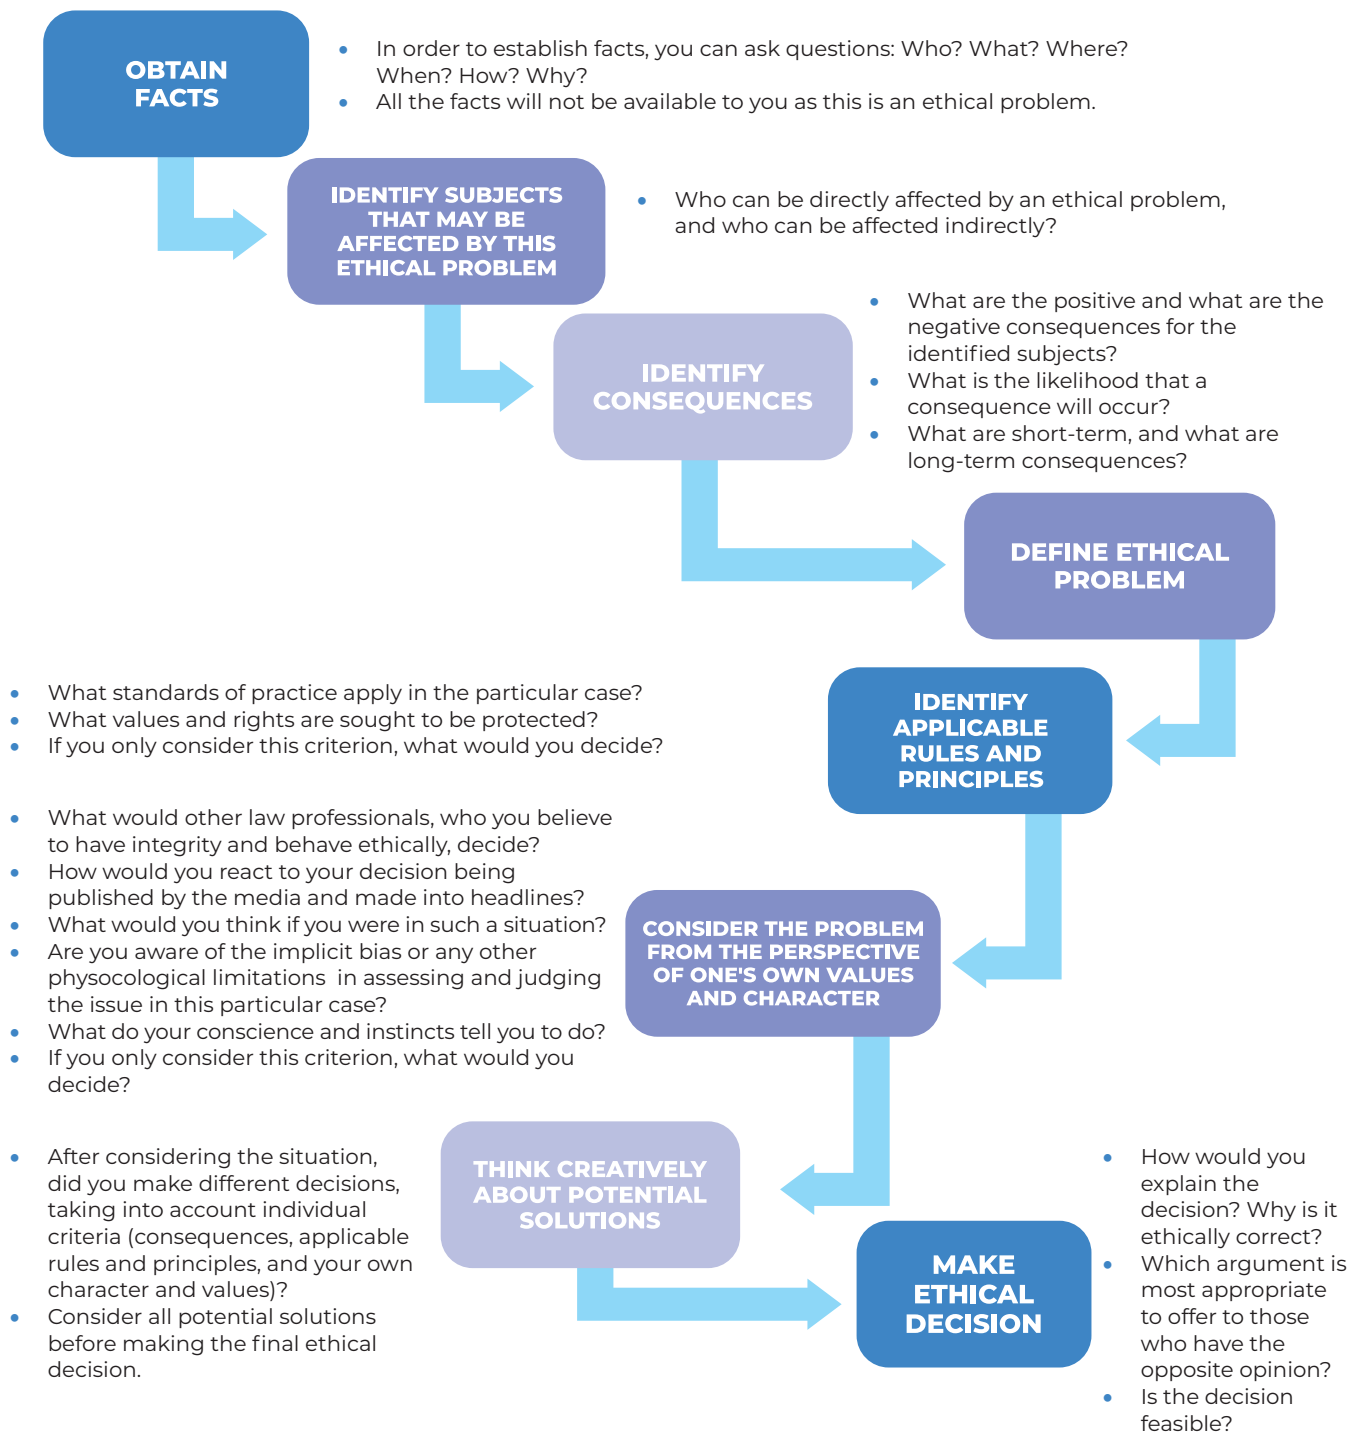 OBTAIN
FACTS
• In order to establish facts, you can ask questions: Who? What? Where?
When? How? Why?
• All the facts will not be available to you as this is an ethical problem.
IDENTIFY SUBJECTS
THAT MAY BE
AFFECTED BY THIS
ETHICAL PROBLEM
• Who can be directly affected by an ethical problem,
and who can be affected indirectly?
IDENTIFY
CONSEQUENCES
• What are the positive and what are the
negative consequences for the
identified subjects?
• What is the likelihood that a
consequence will occur?
• What are short-term, and what are
long-term consequences?
DEFINE ETHICAL
PROBLEM
IDENTIFY
APPLICABLE
RULES AND
PRINCIPLES
• What standards of practice apply in the particular case?
• What values and rights are sought to be protected?
• If you only consider this criterion, what would you decide?
CONSIDER THE PROBLEM
FROM THE PERSPECTIVE
OF ONE'S OWN VALUES
AND CHARACTER
• What would other law professionals, who you believe
to have integrity and behave ethically, decide?
• How would you react to your decision being
published by the media and made into headlines?
• What would you think if you were in such a situation?
• Are you aware of the implicit bias or any other
physocological limitations in assessing and judging
the issue in this particular case?
• What do your conscience and instincts tell you to do?
• If you only consider this criterion, what would you
decide?
THINK CREATIVELY
ABOUT POTENTIAL
SOLUTIONS
• After considering the situation,
did you make different decisions,
taking into account individual
criteria (consequences, applicable
rules and principles, and your own
character and values)?
• Consider all potential solutions
before making the final ethical
decision.
MAKE
ETHICAL
DECISION
• How would you
explain the
decision? Why is it
ethically correct?
• Which argument is
most appropriate
to offer to those
who have the
opposite opinion?
• Is the decision
feasible?